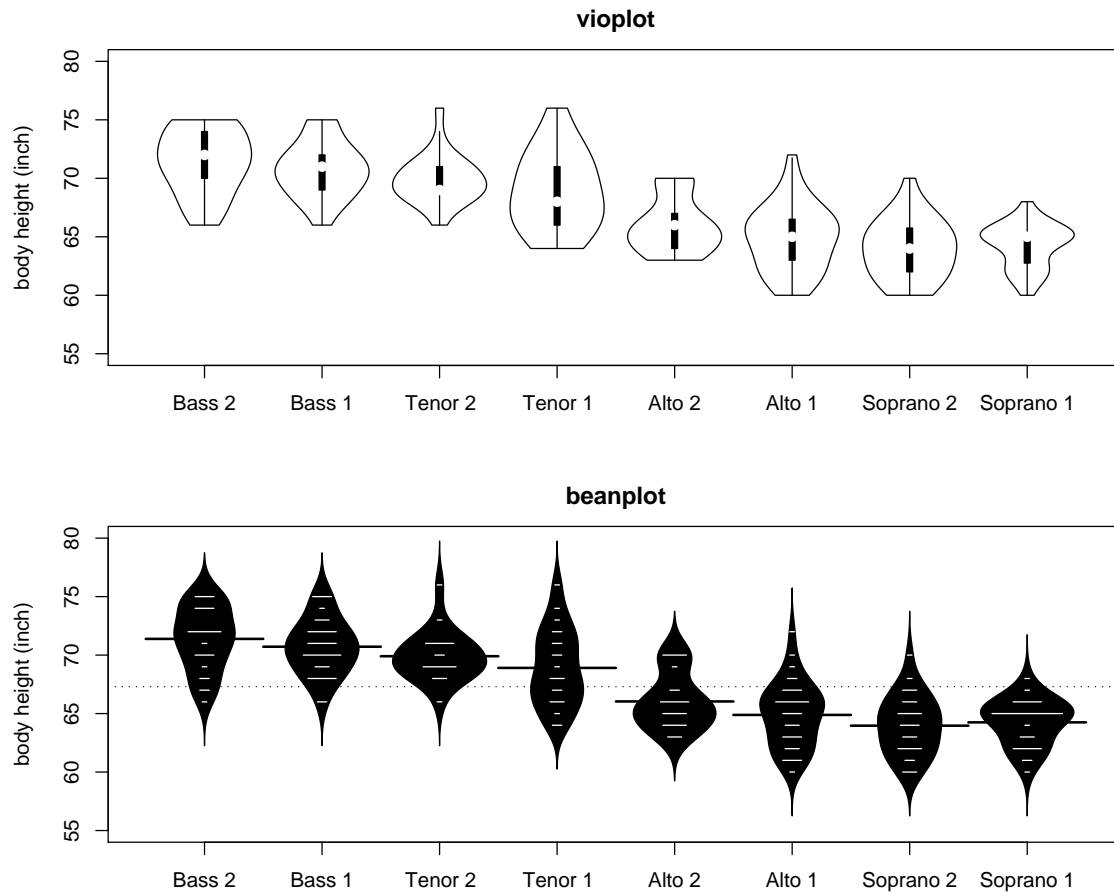 vioplot
body height (inch)
80
75
70
65
60
55
Bass 2 Bass 1 Tenor 2 Tenor 1 Alto 2 Alto 1 Soprano 2 Soprano 1
beanplot
body height (inch)
80
75
70
65
60
55
Bass 2 Bass 1 Tenor 2 Tenor 1 Alto 2 Alto 1 Soprano 2 Soprano 1